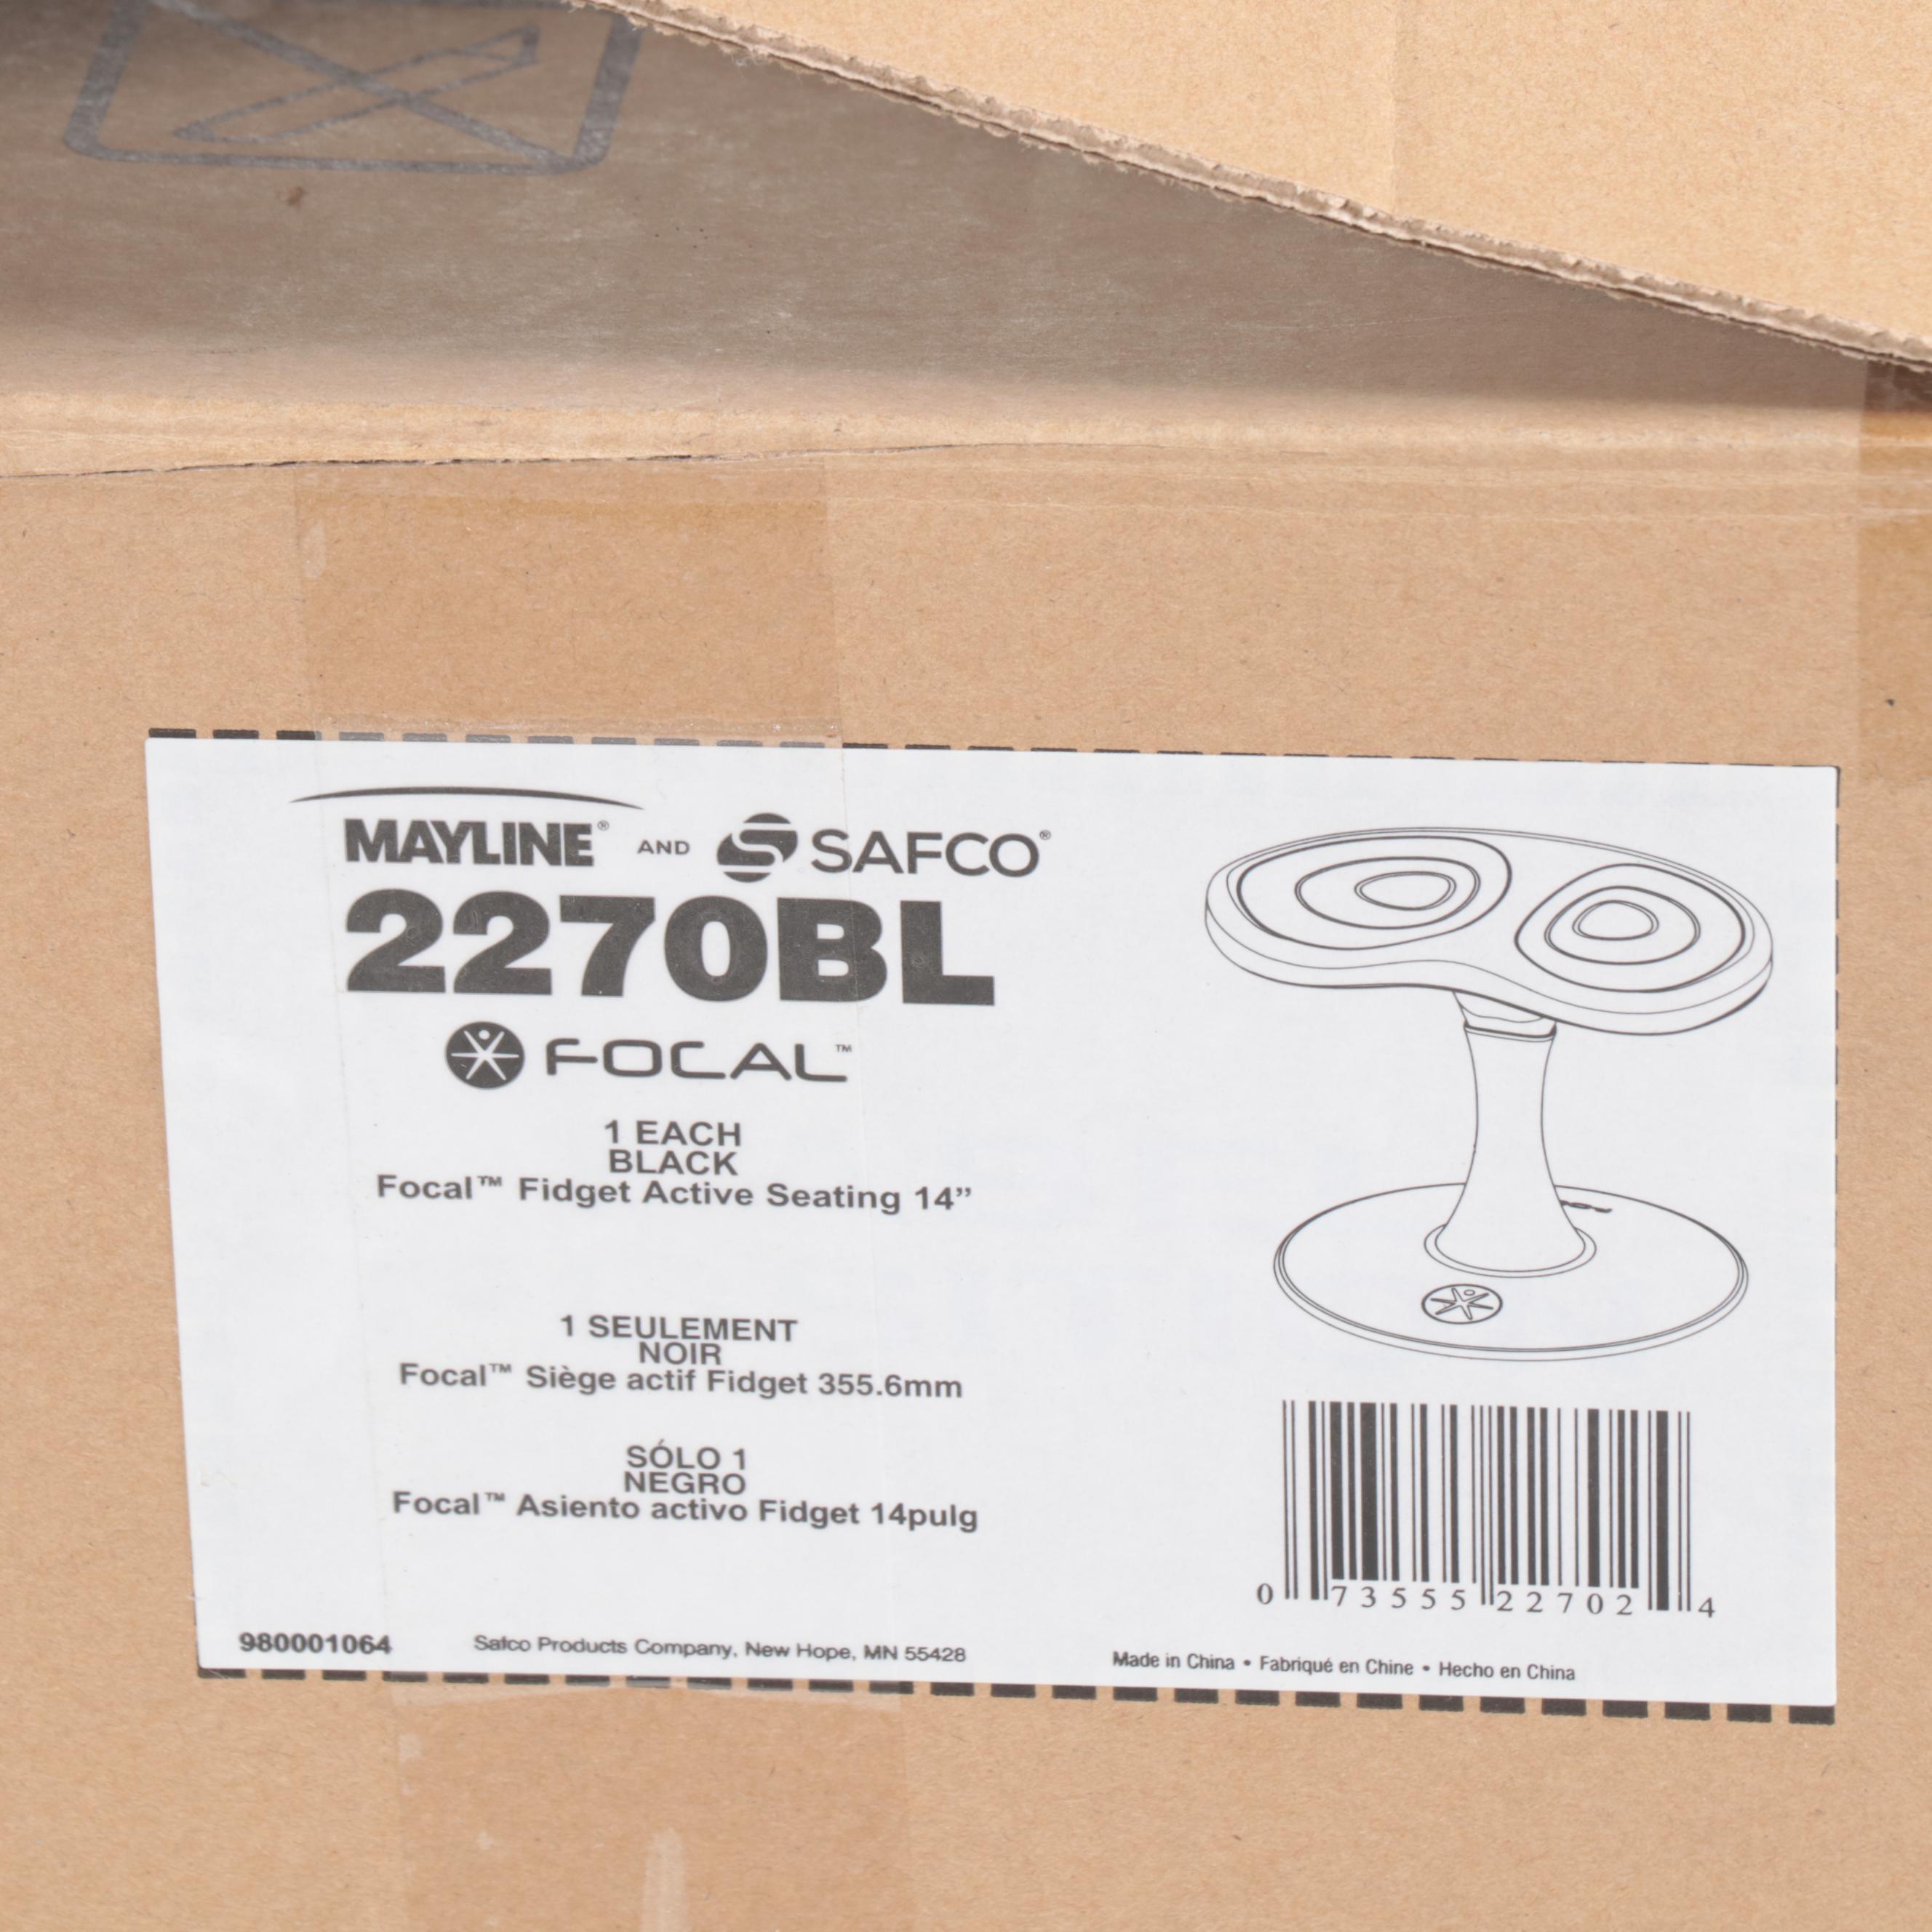 MAYLINE® AND SAFCO®
2270BL
FOCAL™
1 EACH
BLACK
Focal™ Fidget Active Seating 14”
1 SEULEMENT
NOIR
Focal™ Siège actif Fidget 355.6mm
SÓLO 1
NEGRO
Focal™ Asiento activo Fidget 14pulg
0 73555 22702 4
980001064
Safco Products Company, New Hope, MN 55428
Made in China • Fabriqué en Chine • Hecho en China